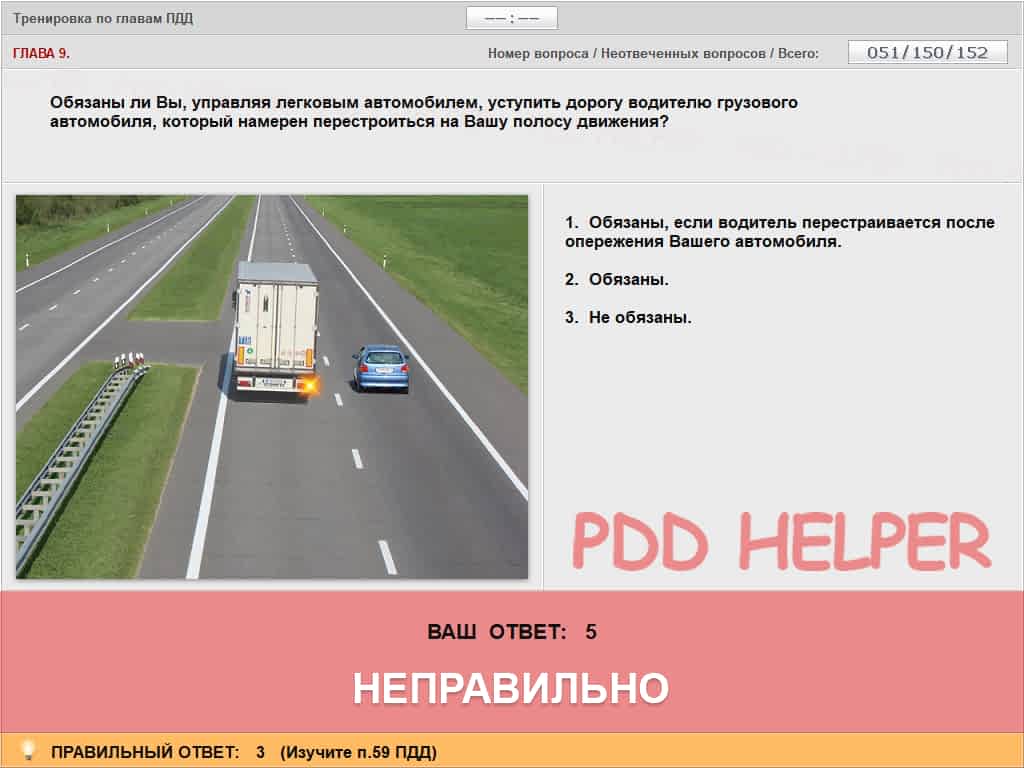 Тренировка по главам ПДД
—— : ——
ГЛАВА 9.
Номер вопроса / Неотвеченных вопросов / Всего:
051/150/152
Обязаны ли Вы, управляя легковым автомобилем, уступить дорогу водителю грузового
автомобиля, который намерен перестроиться на Вашу полосу движения?
1. Обязаны, если водитель перестраивается после
опережения Вашего автомобиля.
2. Обязаны.
3. Не обязаны.
PDD HELPER
ВАШ ОТВЕТ: 5
НЕПРАВИЛЬНО
ПРАВИЛЬНЫЙ ОТВЕТ: 3 (Изучите п.59 ПДД)